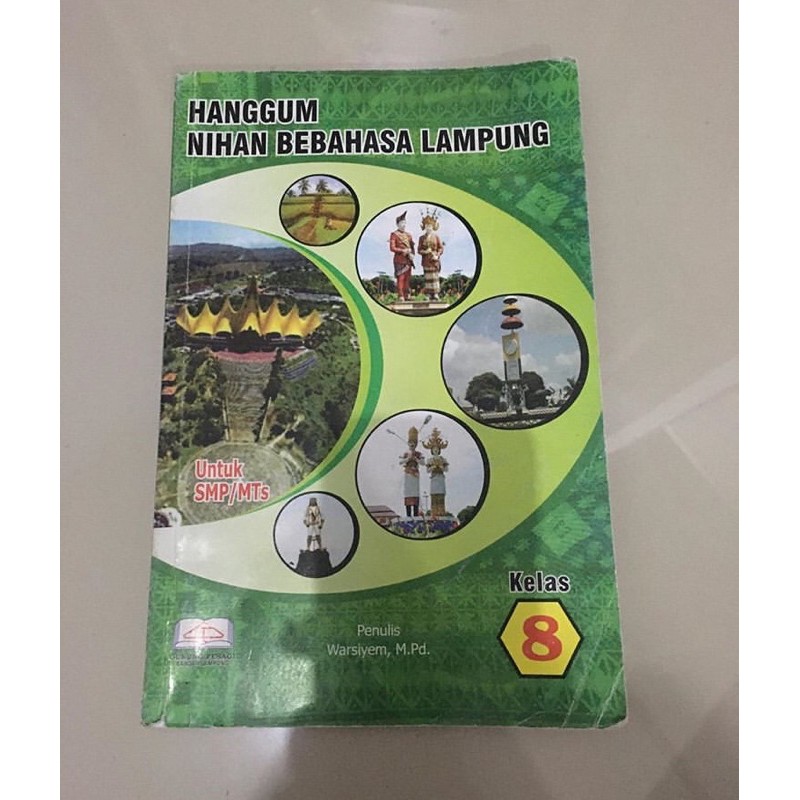 HANGGUM
NIHAN BEBAHASA LAMPUNG
Untuk
SMP/MTs
Kelas
8
Penulis
Warsiyem, M.Pd.